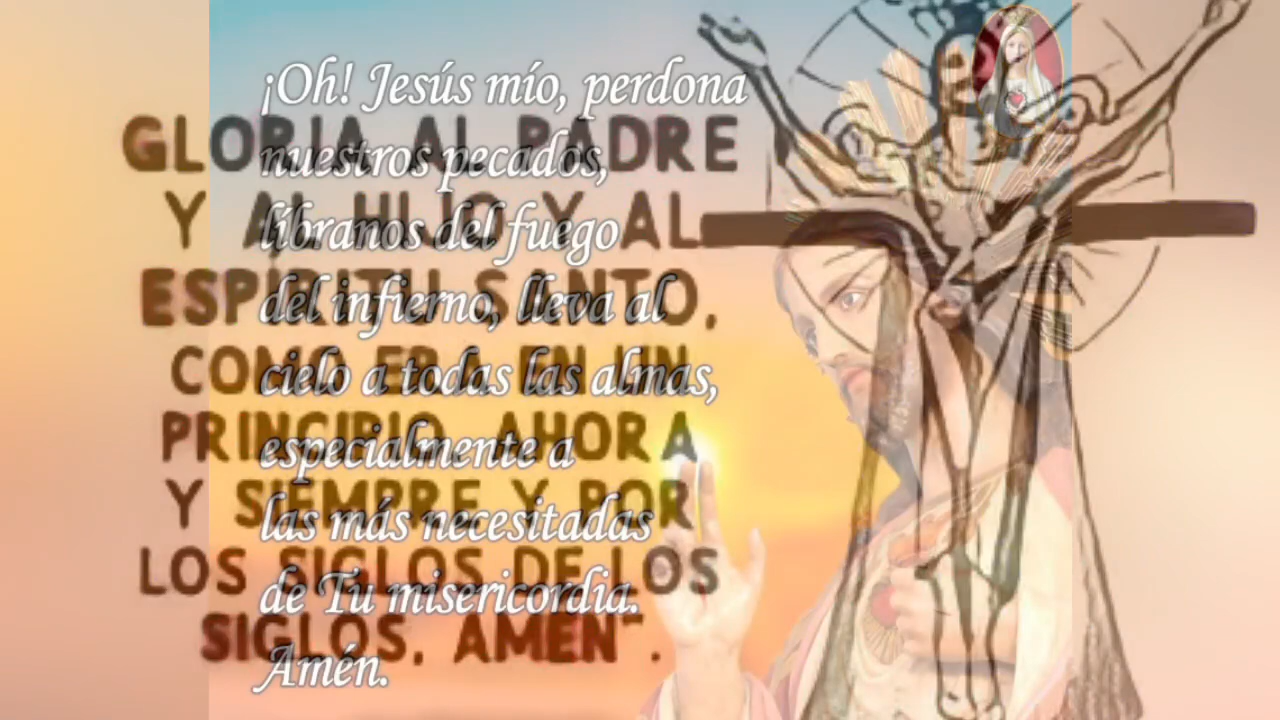 ¡Oh! Jesús mío, perdona
nuestros pecados,
líbranos del fuego
del infierno, lleva al
cielo a todas las almas,
especialmente a
las más necesitadas
de Tu misericordia.
Amén.
GLORIA AL PADRE
Y AL HIJO Y AL
ESPÍRITU SANTO,
COMO ERA EN UN
PRINCIPIO, AHORA
Y SIEMPRE Y POR
LOS SIGLOS DE LOS
SIGLOS. AMEN".